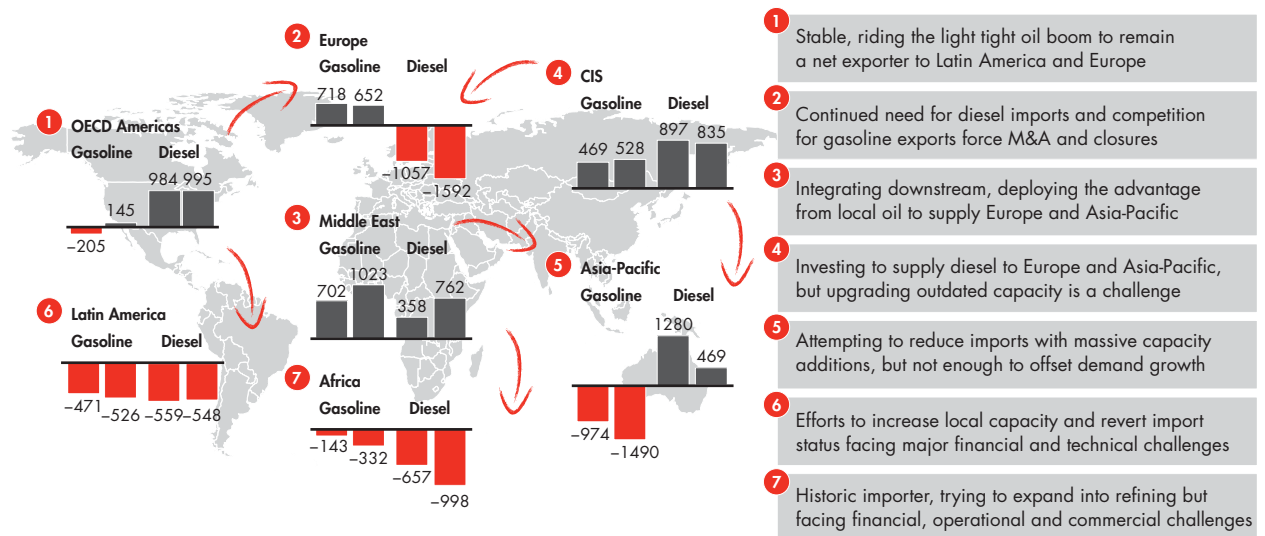 1
OECD Americas
Gasoline Diesel
984 995
145
−205
2
Europe
Gasoline Diesel
718 652
−1057
−1592
3
Middle East
Gasoline Diesel
702 1023 358 762
4
CIS
Gasoline Diesel
469 528 897 835
5
Asia-Pacific
Gasoline Diesel
1280
469
−974
−1490
6
Latin America
Gasoline Diesel
−471 −526 −559 −548
7
Africa
Gasoline Diesel
−143
−332
−657
−998
1
Stable, riding the light tight oil boom to remain
a net exporter to Latin America and Europe
2
Continued need for diesel imports and competition
for gasoline exports force M&A and closures
3
Integrating downstream, deploying the advantage
from local oil to supply Europe and Asia-Pacific
4
Investing to supply diesel to Europe and Asia-Pacific,
but upgrading outdated capacity is a challenge
5
Attempting to reduce imports with massive capacity
additions, but not enough to offset demand growth
6
Efforts to increase local capacity and revert import
status facing major financial and technical challenges
7
Historic importer, trying to expand into refining but
facing financial, operational and commercial challenges